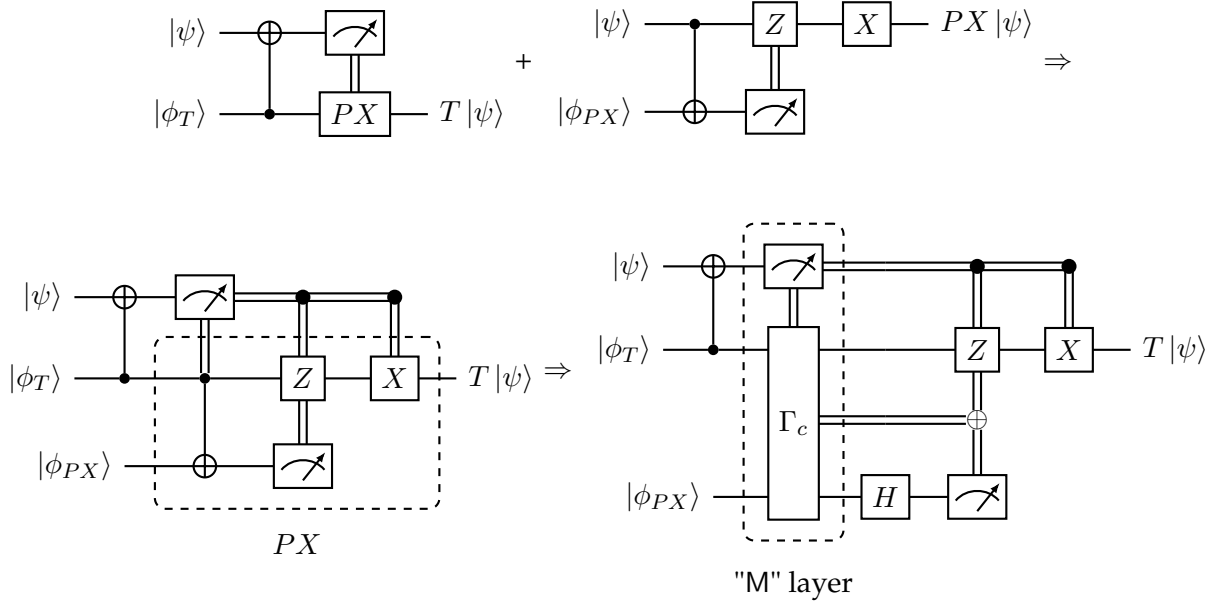 |ψ⟩ |ψ⟩ Z X PX |ψ⟩
+ ⇒
|ϕ_T⟩ PX T |ψ⟩ |ϕ_{PX}⟩
|ψ⟩
|ϕ_T⟩ Z X T |ψ⟩ ⇒
|ϕ_{PX}⟩
PX
|ψ⟩
|ϕ_T⟩ Z X T |ψ⟩
Γ_c
|ϕ_{PX}⟩ H
"M" layer